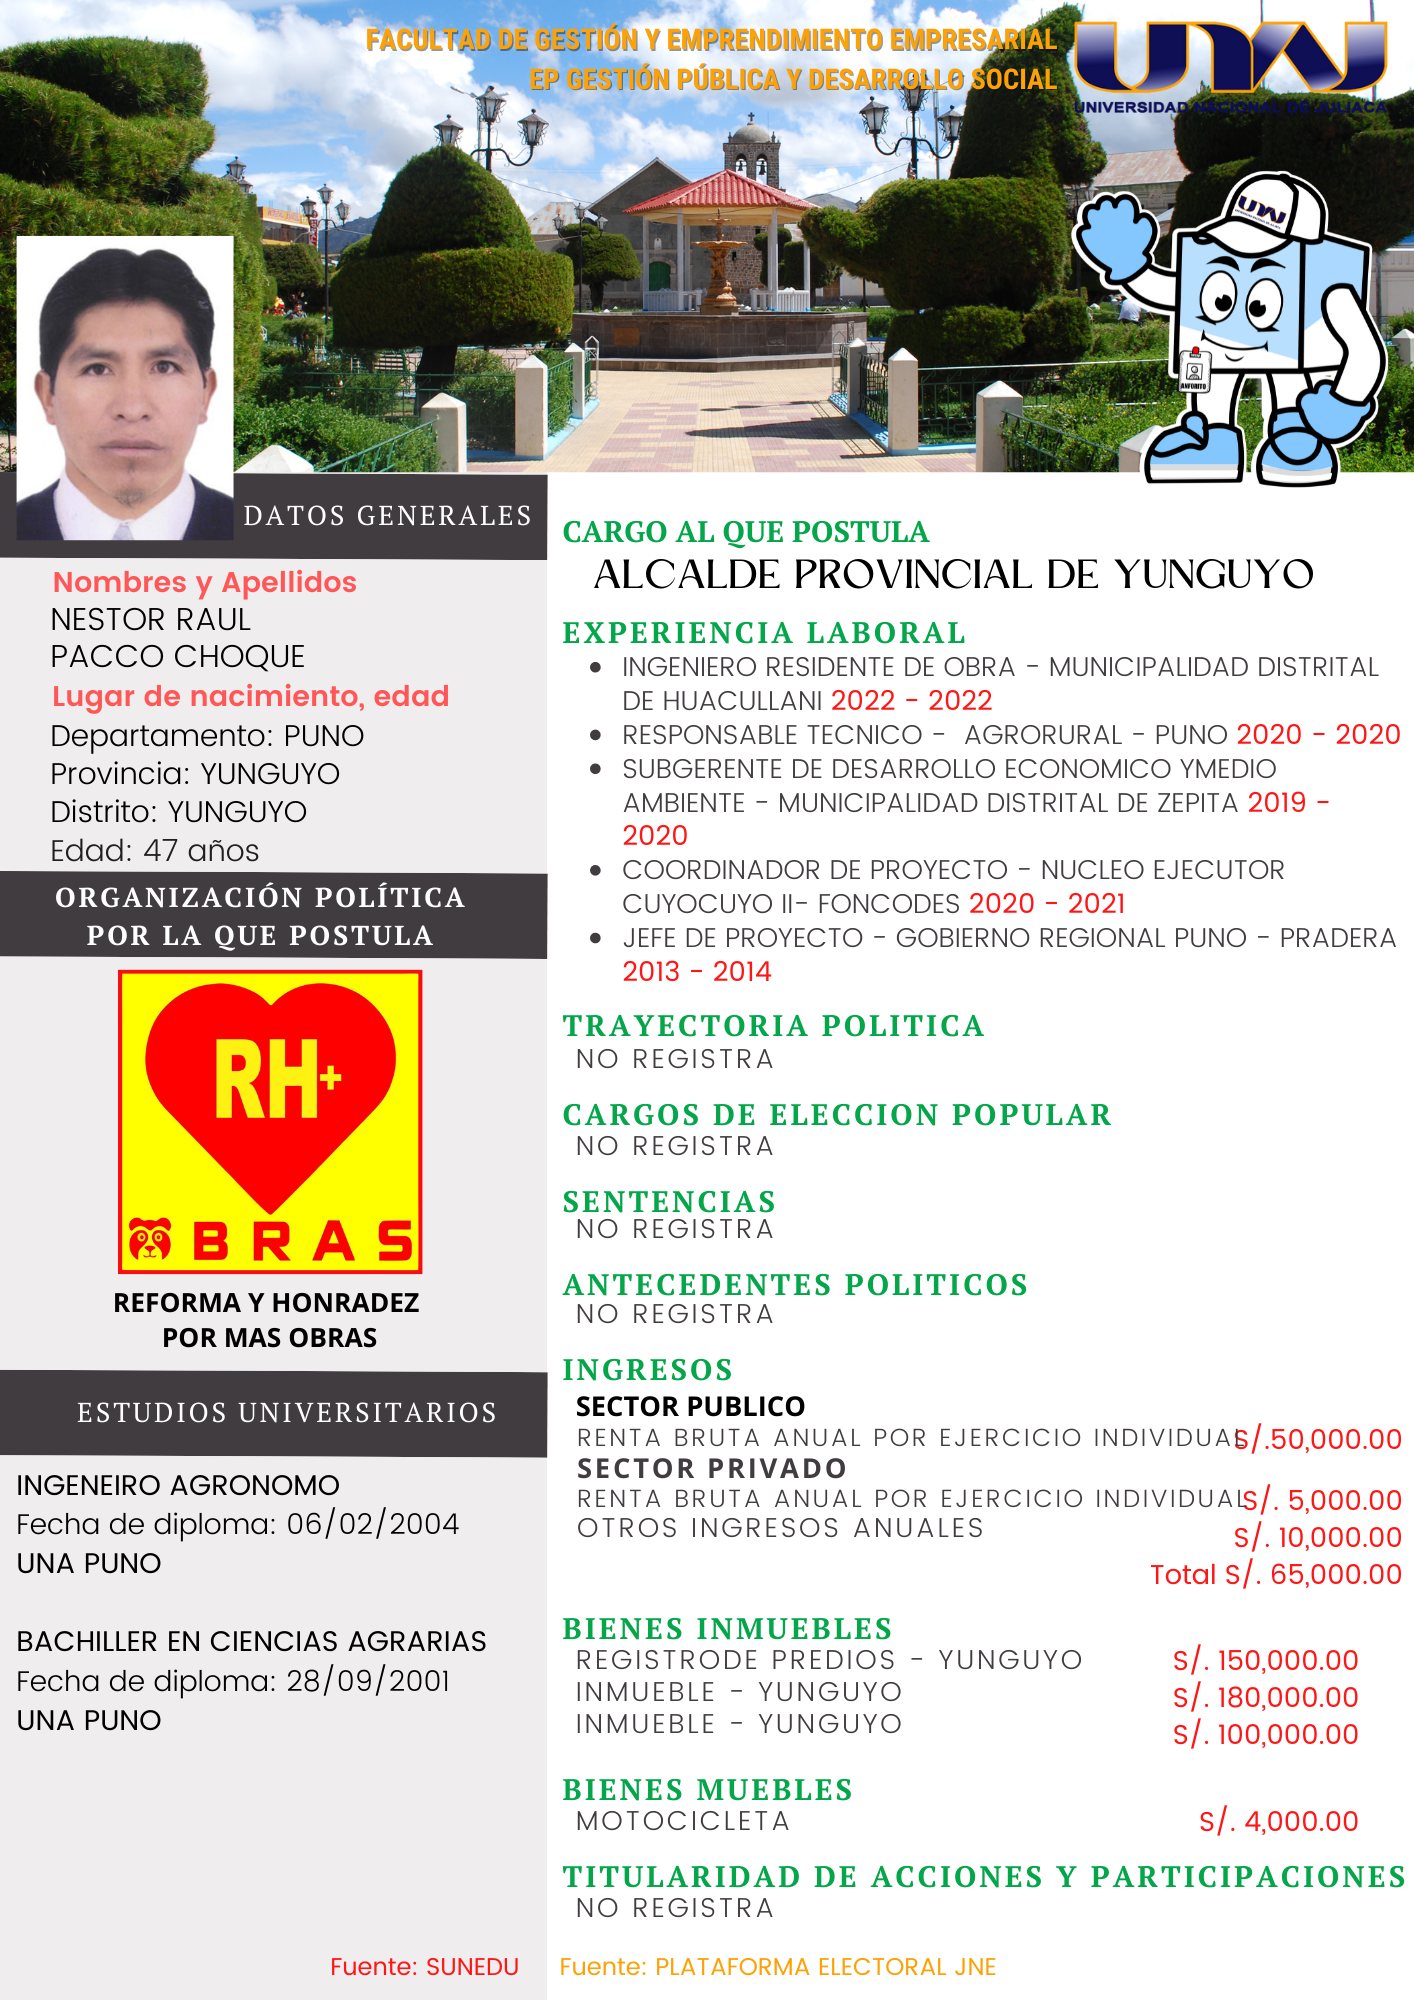 FACULTAD DE GESTIÓN Y EMPRENDIMIENTO EMPRESARIAL
EP GESTIÓN PÚBLICA Y DESARROLLO SOCIAL
UNAJ
UNIVERSIDAD NACIONAL DE JULIACA
UNAJ
ANFORITO
DATOS GENERALES
Nombres y Apellidos
NESTOR RAUL
PACCO CHOQUE
Lugar de nacimiento, edad
Departamento: PUNO
Provincia: YUNGUYO
Distrito: YUNGUYO
Edad: 47 años
ORGANIZACIÓN POLÍTICA
POR LA QUE POSTULA
RH+
BRAS
REFORMA Y HONRADEZ
POR MAS OBRAS
ESTUDIOS UNIVERSITARIOS
INGENEIRO AGRONOMO
Fecha de diploma: 06/02/2004
UNA PUNO
BACHILLER EN CIENCIAS AGRARIAS
Fecha de diploma: 28/09/2001
UNA PUNO
Fuente: SUNEDU
CARGO AL QUE POSTULA
ALCALDE PROVINCIAL DE YUNGUYO
EXPERIENCIA LABORAL
• INGENIERO RESIDENTE DE OBRA - MUNICIPALIDAD DISTRITAL
DE HUACULLANI 2022 - 2022
• RESPONSABLE TECNICO - AGRORURAL - PUNO 2020 - 2020
• SUBGERENTE DE DESARROLLO ECONOMICO YMEDIO
AMBIENTE - MUNICIPALIDAD DISTRITAL DE ZEPITA 2019 -
2020
• COORDINADOR DE PROYECTO - NUCLEO EJECUTOR
CUYOCUYO II- FONCODES 2020 - 2021
• JEFE DE PROYECTO - GOBIERNO REGIONAL PUNO - PRADERA
2013 - 2014
TRAYECTORIA POLITICA
NO REGISTRA
CARGOS DE ELECCION POPULAR
NO REGISTRA
SENTENCIAS
NO REGISTRA
ANTECEDENTES POLITICOS
NO REGISTRA
INGRESOS
SECTOR PUBLICO
RENTA BRUTA ANUAL POR EJERCICIO INDIVIDUAL S/.50,000.00
SECTOR PRIVADO
RENTA BRUTA ANUAL POR EJERCICIO INDIVIDUAL S/. 5,000.00
OTROS INGRESOS ANUALES S/. 10,000.00
Total S/. 65,000.00
BIENES INMUEBLES
REGISTRODE PREDIOS - YUNGUYO S/. 150,000.00
INMUEBLE - YUNGUYO S/. 180,000.00
INMUEBLE - YUNGUYO S/. 100,000.00
BIENES MUEBLES
MOTOCICLETA S/. 4,000.00
TITULARIDAD DE ACCIONES Y PARTICIPACIONES
NO REGISTRA
Fuente: PLATAFORMA ELECTORAL JNE